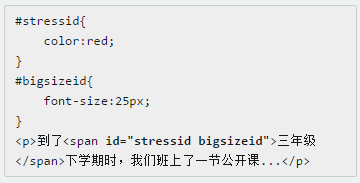 #stressid{
    color:red;
}
#bigsizeid{
    font-size:25px;
}
<p>到了<span id="stressid bigsizeid">三年级
</span>下学期时，我们班上了一节公开课...</p>